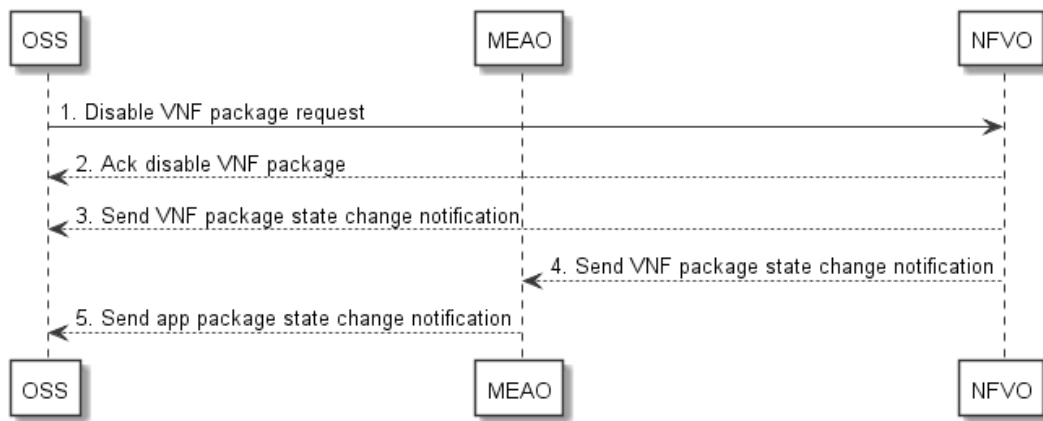 OSS MEAO NFVO
1. Disable VNF package request
2. Ack disable VNF package
3. Send VNF package state change notification
4. Send VNF package state change notification
5. Send app package state change notification
OSS MEAO NFVO